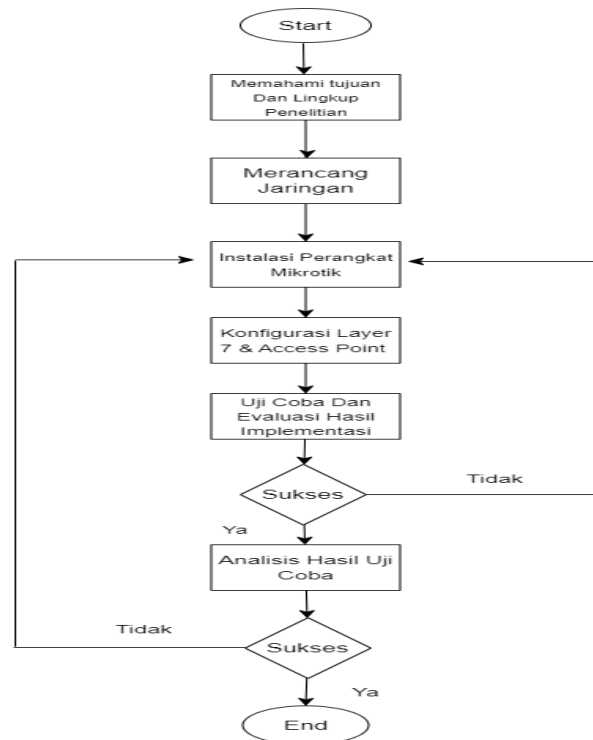 Start
Memahami tujuan
Dan Lingkup
Penelitian
Merancang
Jaringan
Instalasi Perangkat
Mikrotik
Konfigurasi Layer
7 & Access Point
Uji Coba Dan
Evaluasi Hasil
Implementasi
Sukses
Tidak
Ya
Analisis Hasil Uji
Coba
Tidak
Sukses
Ya
End